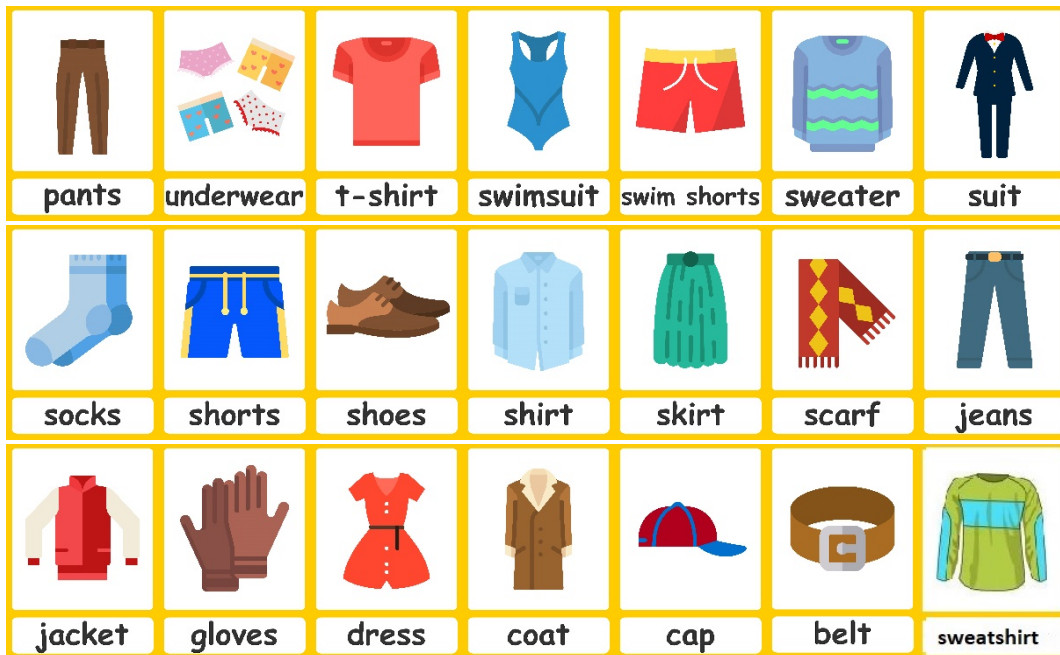 pants underwear t-shirt swimsuit swim shorts sweater suit
socks shorts shoes shirt skirt scarf jeans
jacket gloves dress coat cap belt sweatshirt